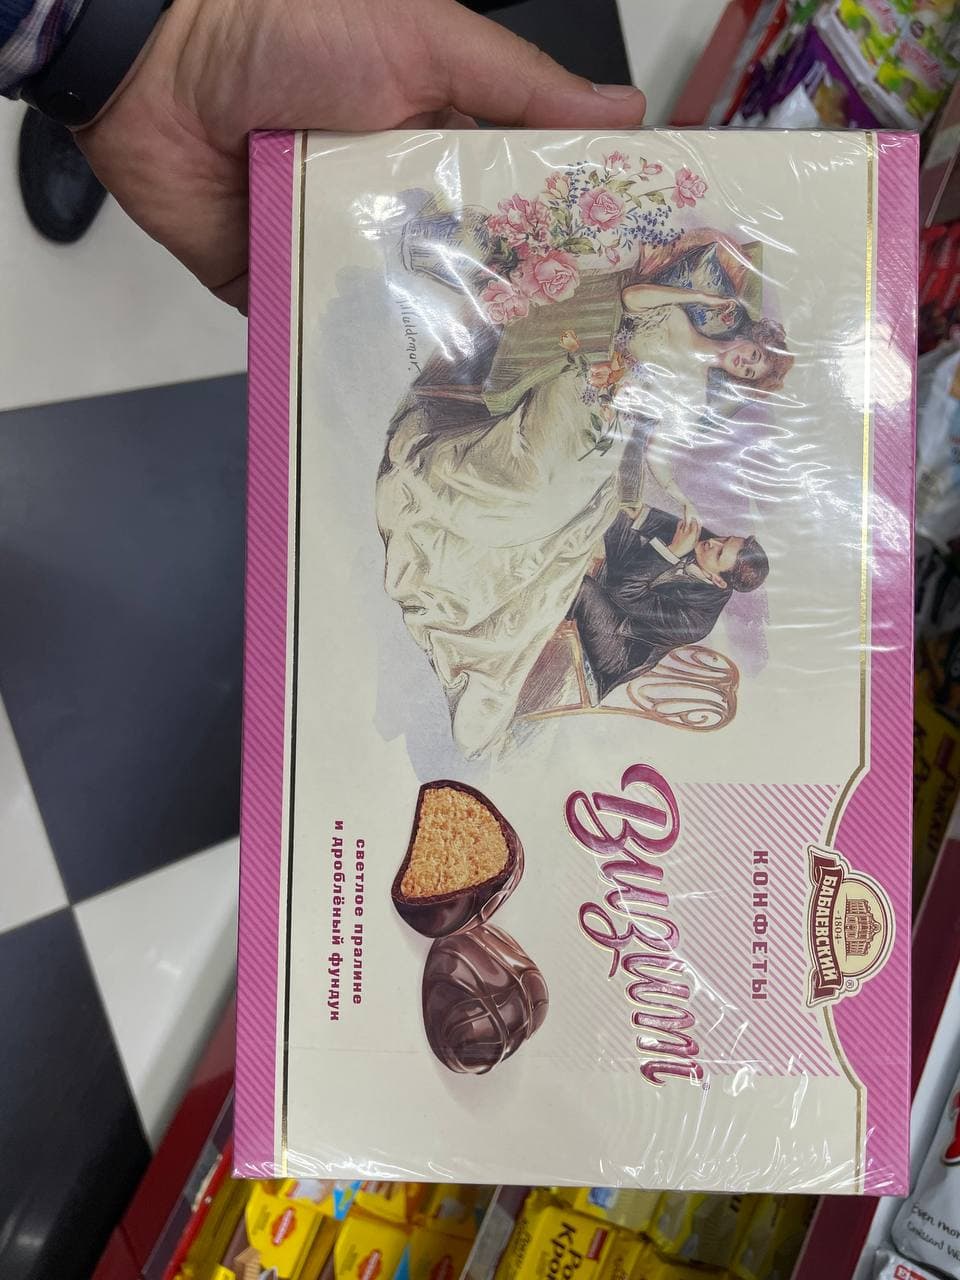 -1804-
БАБАЕВСКИЙ®
КОНФЕТЫ
Визит®
светлое пралине
и дроблёный фундук